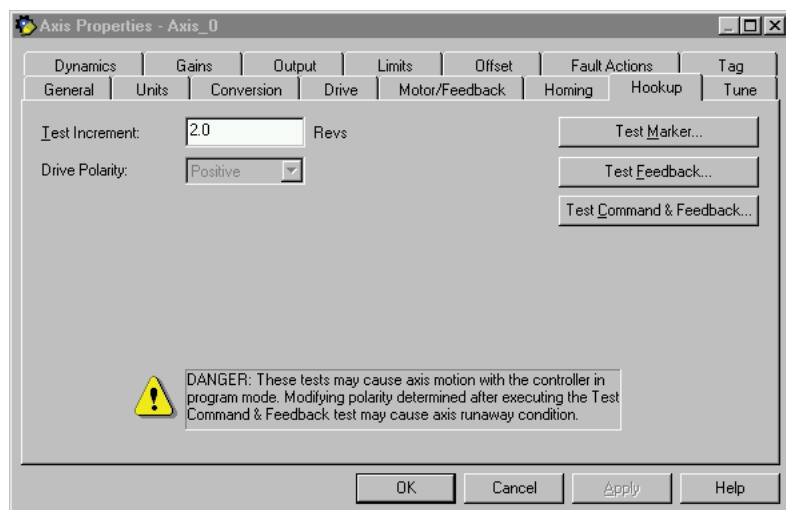 Axis Properties - Axis_0
Dynamics Gains Output Limits Offset Fault Actions Tag
General Units Conversion Drive Motor/Feedback Homing Hookup Tune
Test Increment: 2.0 Revs Test Marker...
Drive Polarity: Positive Test Feedback...
Test Command & Feedback...
DANGER: These tests may cause axis motion with the controller in
program mode. Modifying polarity determined after executing the Test
Command & Feedback test may cause axis runaway condition.
OK Cancel Apply Help